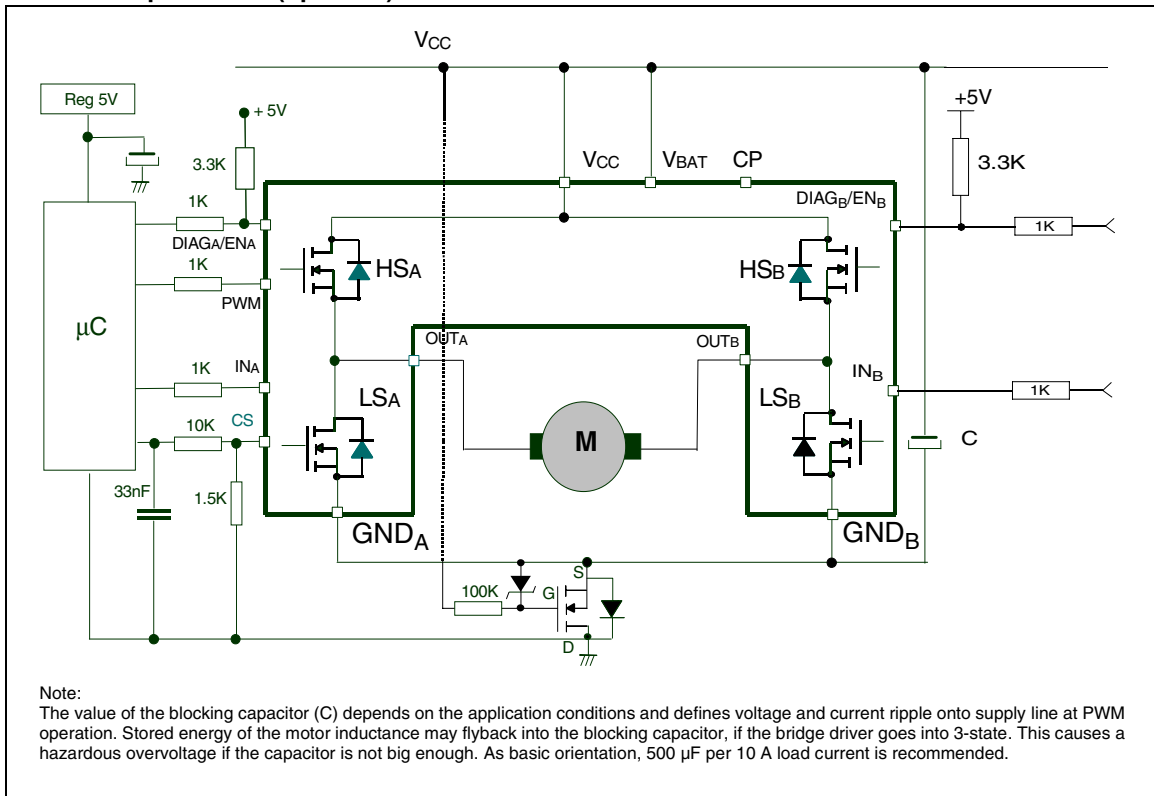 VCC
Reg 5V
+ 5V
+5V
3.3K
VCC
VBAT
CP
3.3K
1K
DIAGB/ENB
1K
DIAGA/ENA
HSA
HSB
1K
PWM
µC
OUTA
OUTB
1K
INA
INB
1K
LSA
LSB
CS
10K
M
C
33nF
1.5K
GNDA
GNDB
S
100K
G
D
Note:
The value of the blocking capacitor (C) depends on the application conditions and defines voltage and current ripple onto supply line at PWM
operation. Stored energy of the motor inductance may flyback into the blocking capacitor, if the bridge driver goes into 3-state. This causes a
hazardous overvoltage if the capacitor is not big enough. As basic orientation, 500 µF per 10 A load current is recommended.